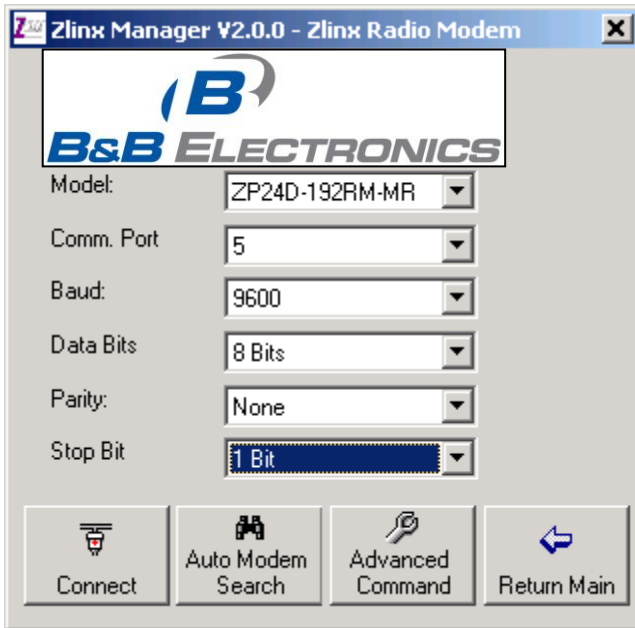 Zlinx Manager V2.0.0 - Zlinx Radio Modem
B
B&B ELECTRONICS
Model:
ZP24D-192RM-MR
Comm. Port
5
Baud:
9600
Data Bits
8 Bits
Parity:
None
Stop Bit
1 Bit
Connect
Auto Modem
Search
Advanced
Command
Return Main